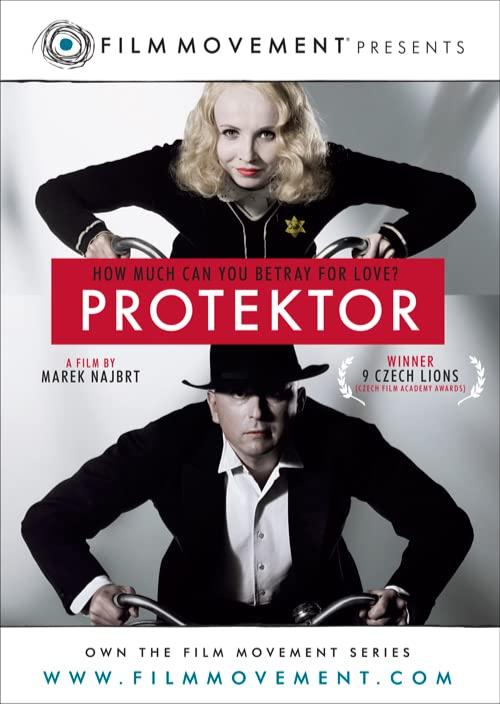 FILM MOVEMENT® PRESENTS
HOW MUCH CAN YOU BETRAY FOR LOVE?
PROTEKTOR
A FILM BY
MAREK NAJBRT
WINNER
9 CZECH LIONS
(CZECH FILM ACADEMY AWARDS)
OWN THE FILM MOVEMENT SERIES
WWW.FILMMOVEMENT.COM